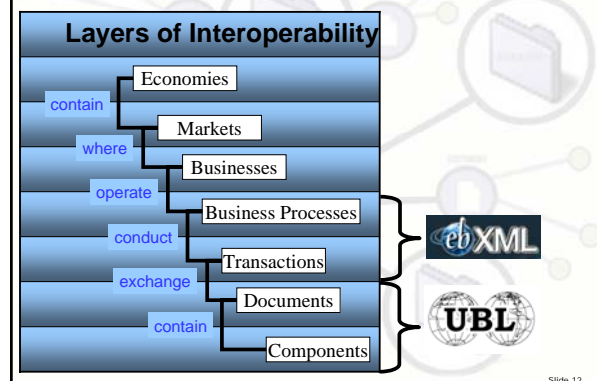 Layers of Interoperability
Economies
contain
Markets
where
Businesses
operate
Business Processes
conduct
Transactions
exchange
Documents
contain
Components
ebXML
UBL
Slide 12